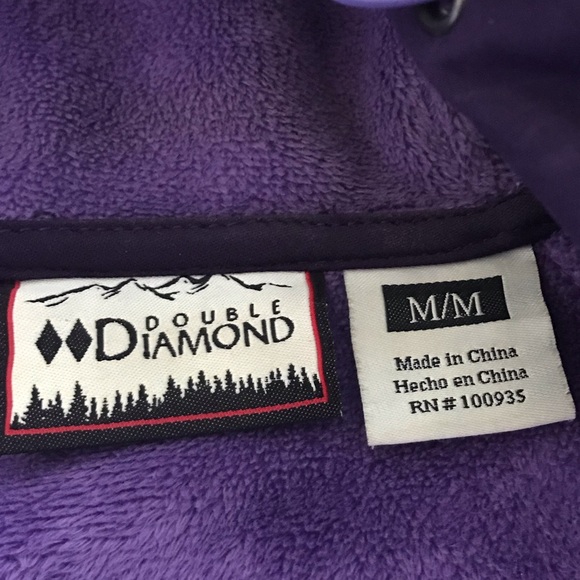 DOUBLE
DIAMOND
M/M
Made in China
Hecho en China
RN# 100935